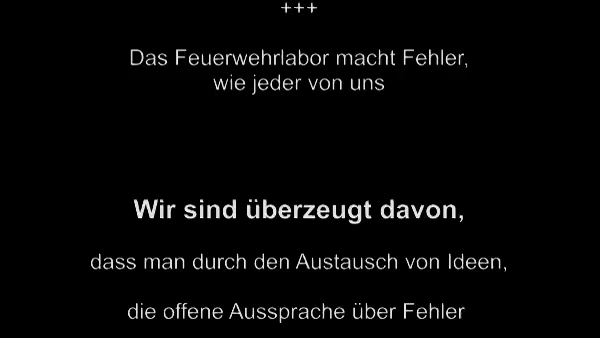 +++
Das Feuerwehrlabor macht Fehler,
wie jeder von uns
Wir sind überzeugt davon,
dass man durch den Austausch von Ideen,
die offene Aussprache über Fehler